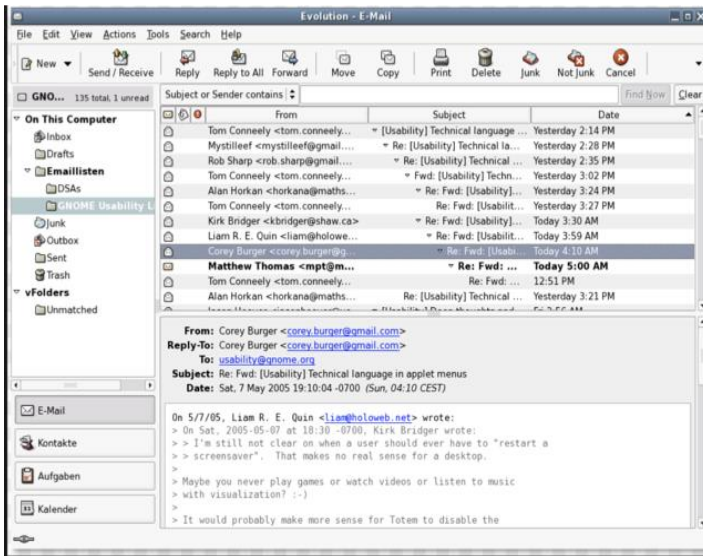 Evolution - E-Mail
File Edit View Actions Tools Search Help
New Send / Receive Reply Reply to All Forward Move Copy Print Delete Junk Not Junk Cancel
GNO... 135 total, 1 unread
Subject or Sender contains Find Now Clear
On This Computer
Inbox
Drafts
Emaillisten
DSAs
GNOME Usability L
Junk
Outbox
Sent
Trash
vFolders
Unmatched
E-Mail
Kontakte
Aufgaben
Kalender
From Subject Date
Tom Conneely <tom.conneely... [Usability] Technical language ... Yesterday 2:14 PM
Mystilleef <mystilleef@gmail.... Re: [Usability] Technical la... Yesterday 2:28 PM
Rob Sharp <rob.sharp@gmail.... Re: [Usability] Technical ... Yesterday 2:35 PM
Tom Conneely <tom.conneely... Fwd: [Usability] Techn... Yesterday 3:02 PM
Alan Horkan <horkana@maths... Re: Fwd: [Usability]... Yesterday 3:24 PM
Tom Conneely <tom.conneely... Re: Fwd: [Usabilit... Yesterday 3:27 PM
Kirk Bridger <kbridger@shaw.ca> Re: Fwd: [Usability]... Today 3:30 AM
Liam R. E. Quin <liam@holowe... Re: Fwd: [Usabilit... Today 3:59 AM
Corey Burger <corey.burger@g... Re: Fwd: [Usabi... Today 4:10 AM
Matthew Thomas <mpt@m... Re: Fwd: ... Today 5:00 AM
Tom Conneely <tom.conneely... Re: Fwd: ... 12:51 PM
Alan Horkan <horkana@maths... Re: [Usability] Technical ... Yesterday 3:21 PM
From: Corey Burger <corey.burger@gmail.com>
Reply-To: Corey Burger <corey.burger@gmail.com>
To: usability@gnome.org
Subject: Re: Fwd: [Usability] Technical language in applet menus
Date: Sat, 7 May 2005 19:10:04 -0700 (Sun, 04:10 CEST)
On 5/7/05, Liam R. E. Quin <liam@holoweb.net> wrote:
> On Sat, 2005-05-07 at 18:30 -0700, Kirk Bridger wrote:
> > I'm still not clear on when a user should ever have to "restart a
> > screensaver". That makes no real sense for a desktop.
>
> Maybe you never play games or watch videos or listen to music
> with visualization? :-)
>
> It would probably make more sense for Totem to disable the